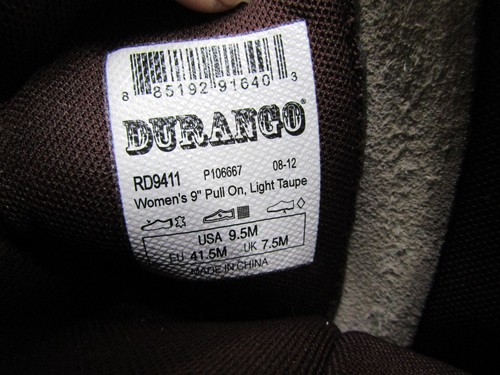 8 85192 91640 3
DURANGO
RD9411 P106667 08-12
Women's 9" Pull On, Light Taupe
USA 9.5M
EU 41.5M UK 7.5M
MADE IN CHINA